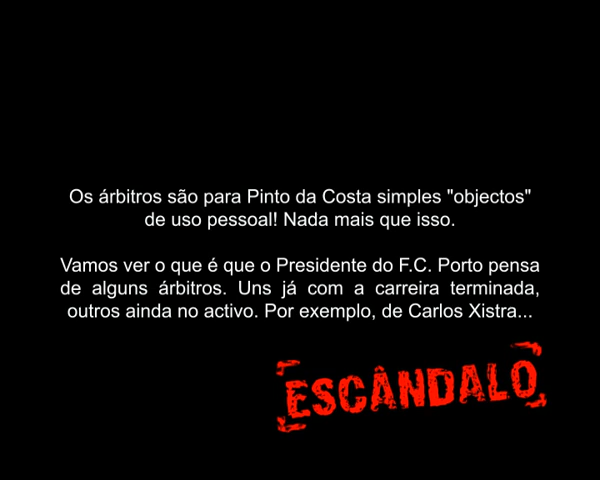 Os árbitros são para Pinto da Costa simples "objectos"
de uso pessoal! Nada mais que isso.
Vamos ver o que é que o Presidente do F.C. Porto pensa
de alguns árbitros. Uns já com a carreira terminada,
outros ainda no activo. Por exemplo, de Carlos Xistra...
ESCÂNDALO